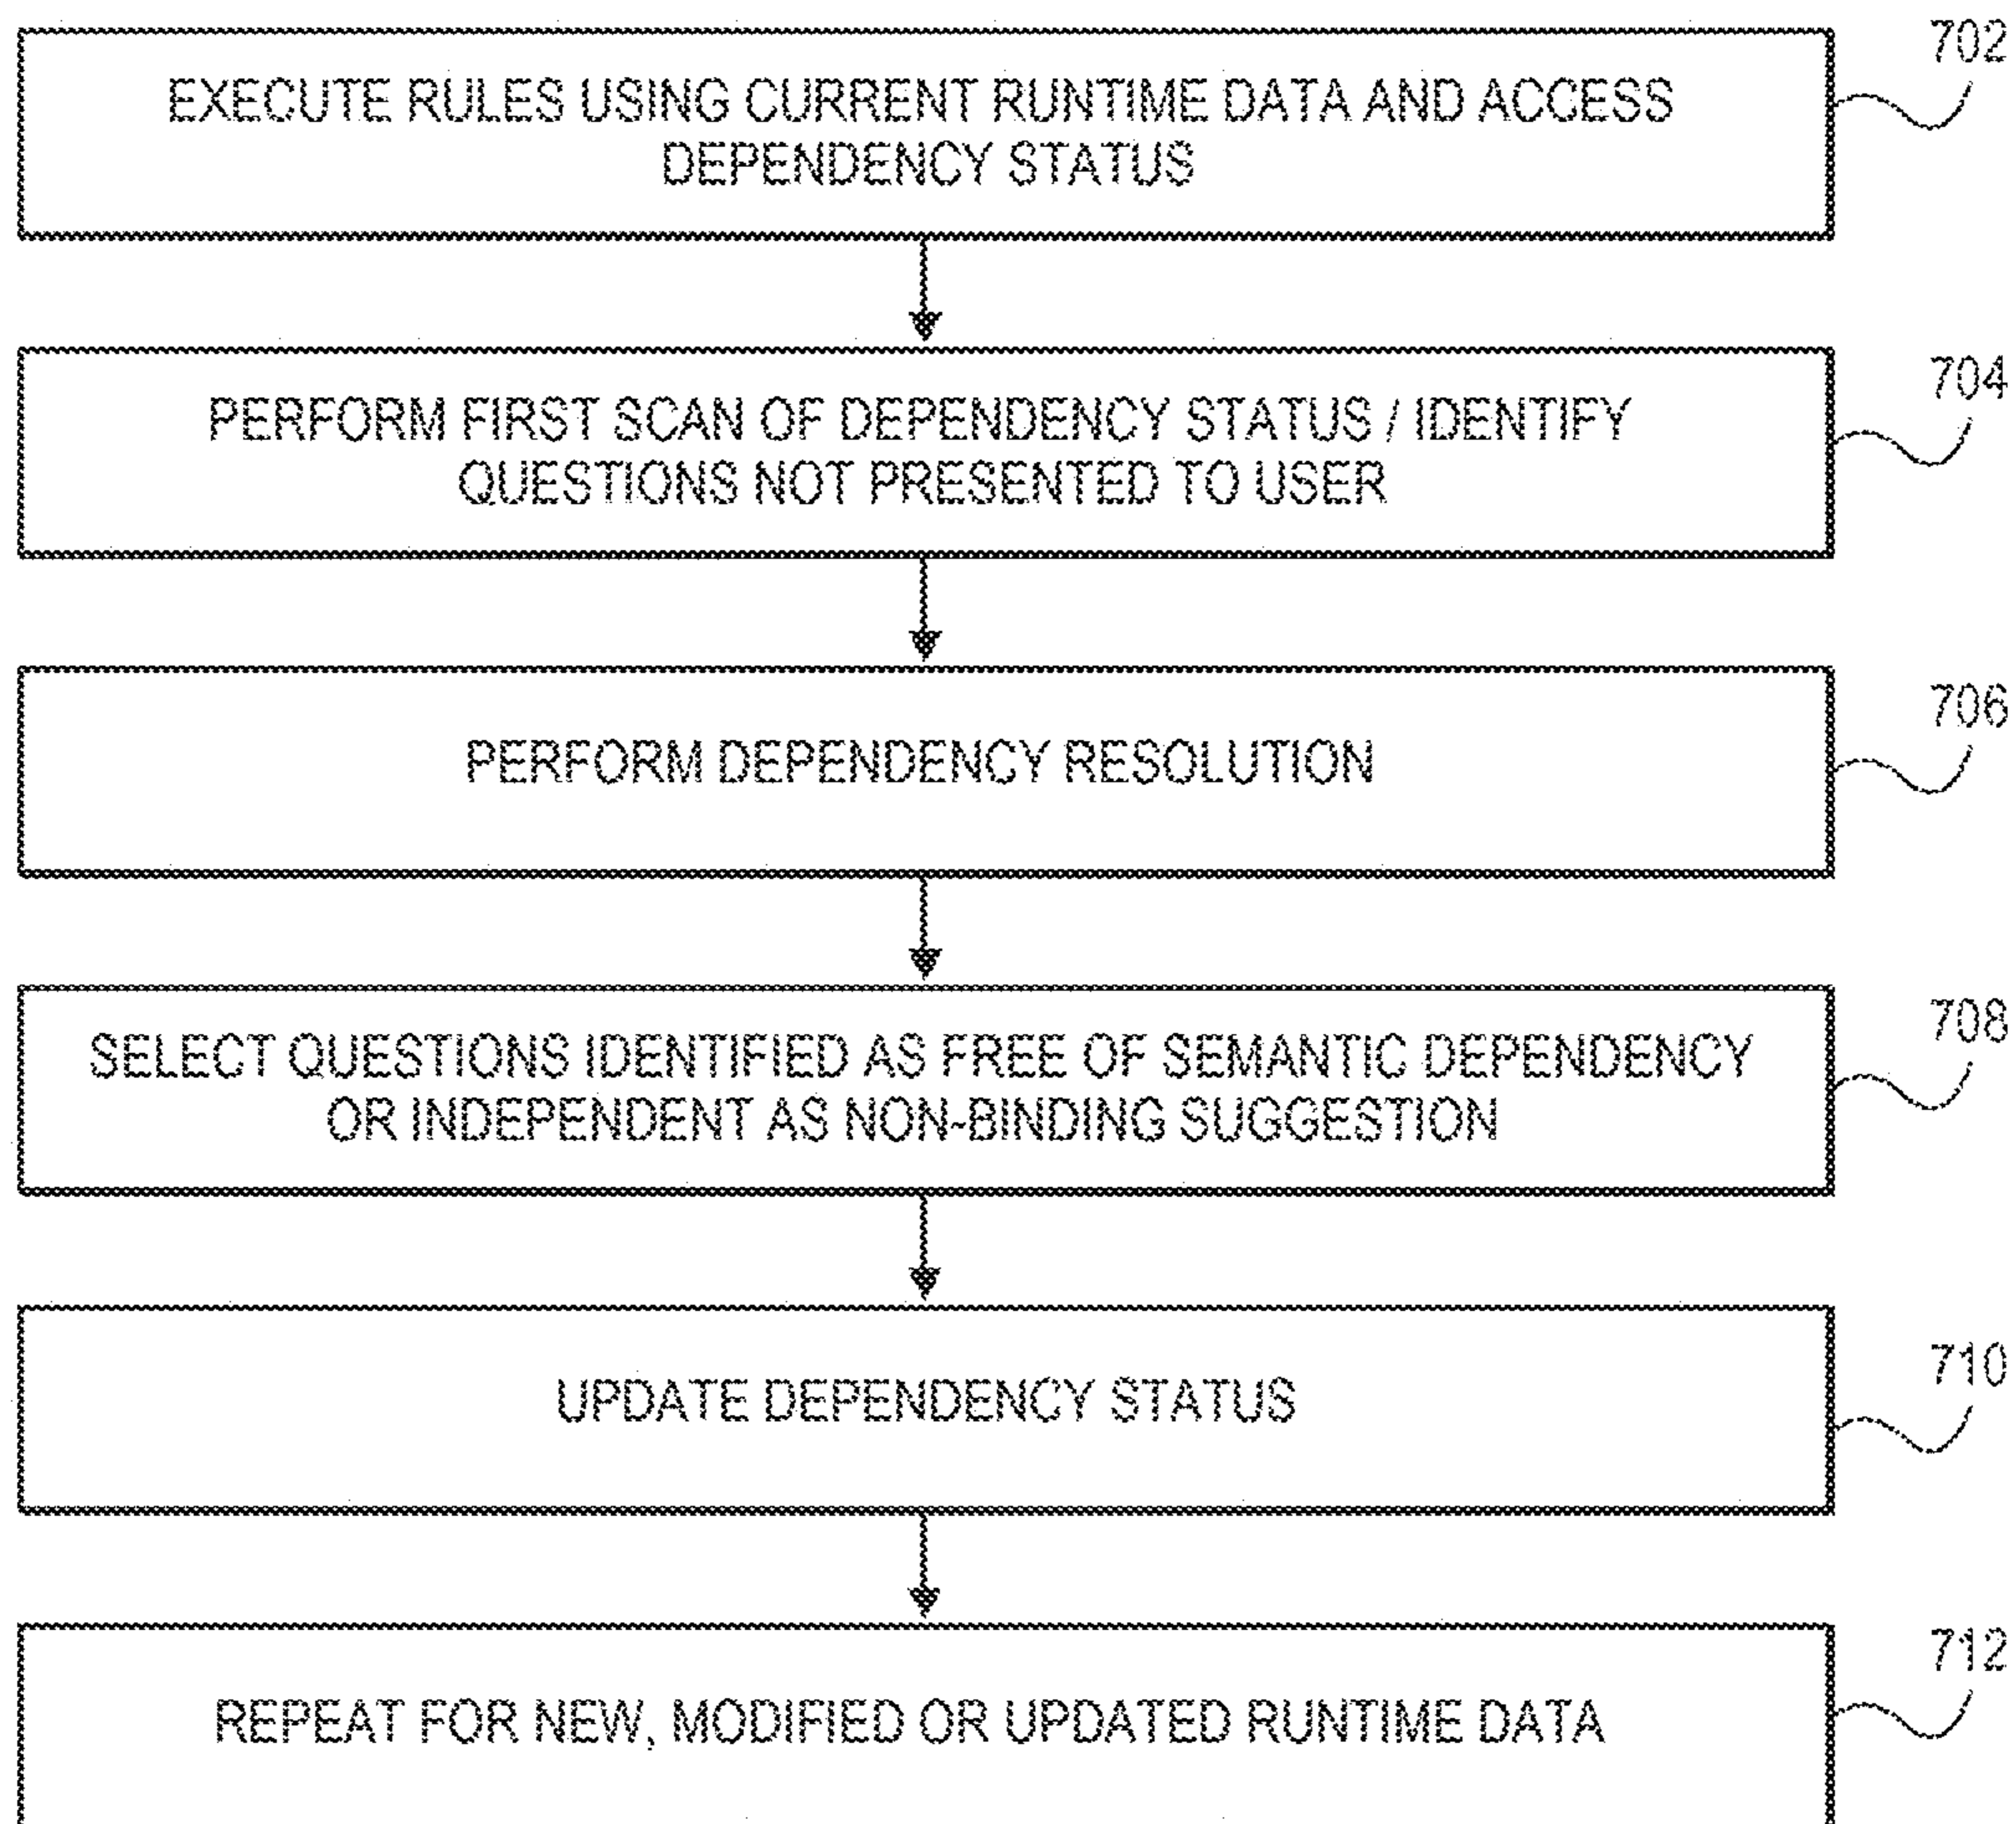 702
EXECUTE RULES USING CURRENT RUNTIME DATA AND ACCESS
DEPENDENCY STATUS
704
PERFORM FIRST SCAN OF DEPENDENCY STATUS / IDENTIFY
QUESTIONS NOT PRESENTED TO USER
706
PERFORM DEPENDENCY RESOLUTION
708
SELECT QUESTIONS IDENTIFIED AS FREE OF SEMANTIC DEPENDENCY
OR INDEPENDENT AS NON-BINDING SUGGESTION
710
UPDATE DEPENDENCY STATUS
712
REPEAT FOR NEW, MODIFIED OR UPDATED RUNTIME DATA